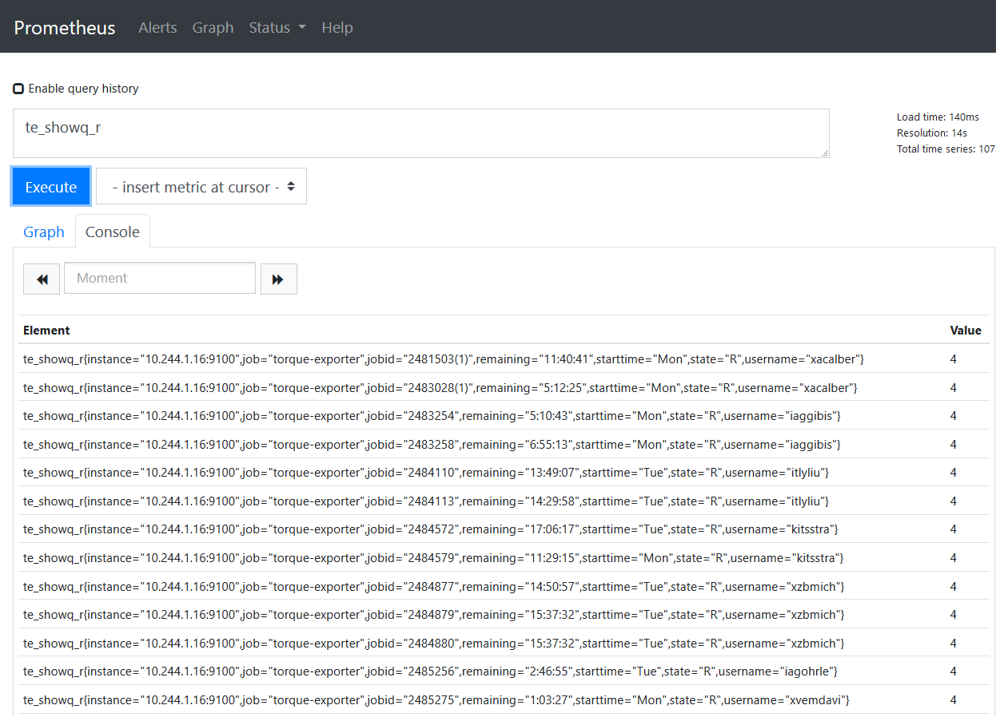 Prometheus Alerts Graph Status Help
Enable query history
te_showq_r
Load time: 140ms
Resolution: 14s
Total time series: 107
Execute - insert metric at cursor -
Graph Console
Moment
Element Value
te_showq_r{instance="10.244.1.16:9100",job="torque-exporter",jobid="2481503(1)",remaining="11:40:41",starttime="Mon",state="R",username="xacalber"} 4
te_showq_r{instance="10.244.1.16:9100",job="torque-exporter",jobid="2483028(1)",remaining="5:12:25",starttime="Mon",state="R",username="xacalber"} 4
te_showq_r{instance="10.244.1.16:9100",job="torque-exporter",jobid="2483254",remaining="5:10:43",starttime="Mon",state="R",username="iaggibis"} 4
te_showq_r{instance="10.244.1.16:9100",job="torque-exporter",jobid="2483258",remaining="6:55:13",starttime="Mon",state="R",username="iaggibis"} 4
te_showq_r{instance="10.244.1.16:9100",job="torque-exporter",jobid="2484110",remaining="13:49:07",starttime="Tue",state="R",username="itlyliu"} 4
te_showq_r{instance="10.244.1.16:9100",job="torque-exporter",jobid="2484113",remaining="14:29:58",starttime="Tue",state="R",username="itlyliu"} 4
te_showq_r{instance="10.244.1.16:9100",job="torque-exporter",jobid="2484572",remaining="17:06:17",starttime="Tue",state="R",username="kitsstra"} 4
te_showq_r{instance="10.244.1.16:9100",job="torque-exporter",jobid="2484579",remaining="11:29:15",starttime="Mon",state="R",username="kitsstra"} 4
te_showq_r{instance="10.244.1.16:9100",job="torque-exporter",jobid="2484877",remaining="14:50:57",starttime="Tue",state="R",username="xzbmich"} 4
te_showq_r{instance="10.244.1.16:9100",job="torque-exporter",jobid="2484879",remaining="15:37:32",starttime="Tue",state="R",username="xzbmich"} 4
te_showq_r{instance="10.244.1.16:9100",job="torque-exporter",jobid="2484880",remaining="15:37:32",starttime="Tue",state="R",username="xzbmich"} 4
te_showq_r{instance="10.244.1.16:9100",job="torque-exporter",jobid="2485256",remaining="2:46:55",starttime="Tue",state="R",username="iagohrle"} 4
te_showq_r{instance="10.244.1.16:9100",job="torque-exporter",jobid="2485275",remaining="1:03:27",starttime="Mon",state="R",username="xvemdavi"} 4